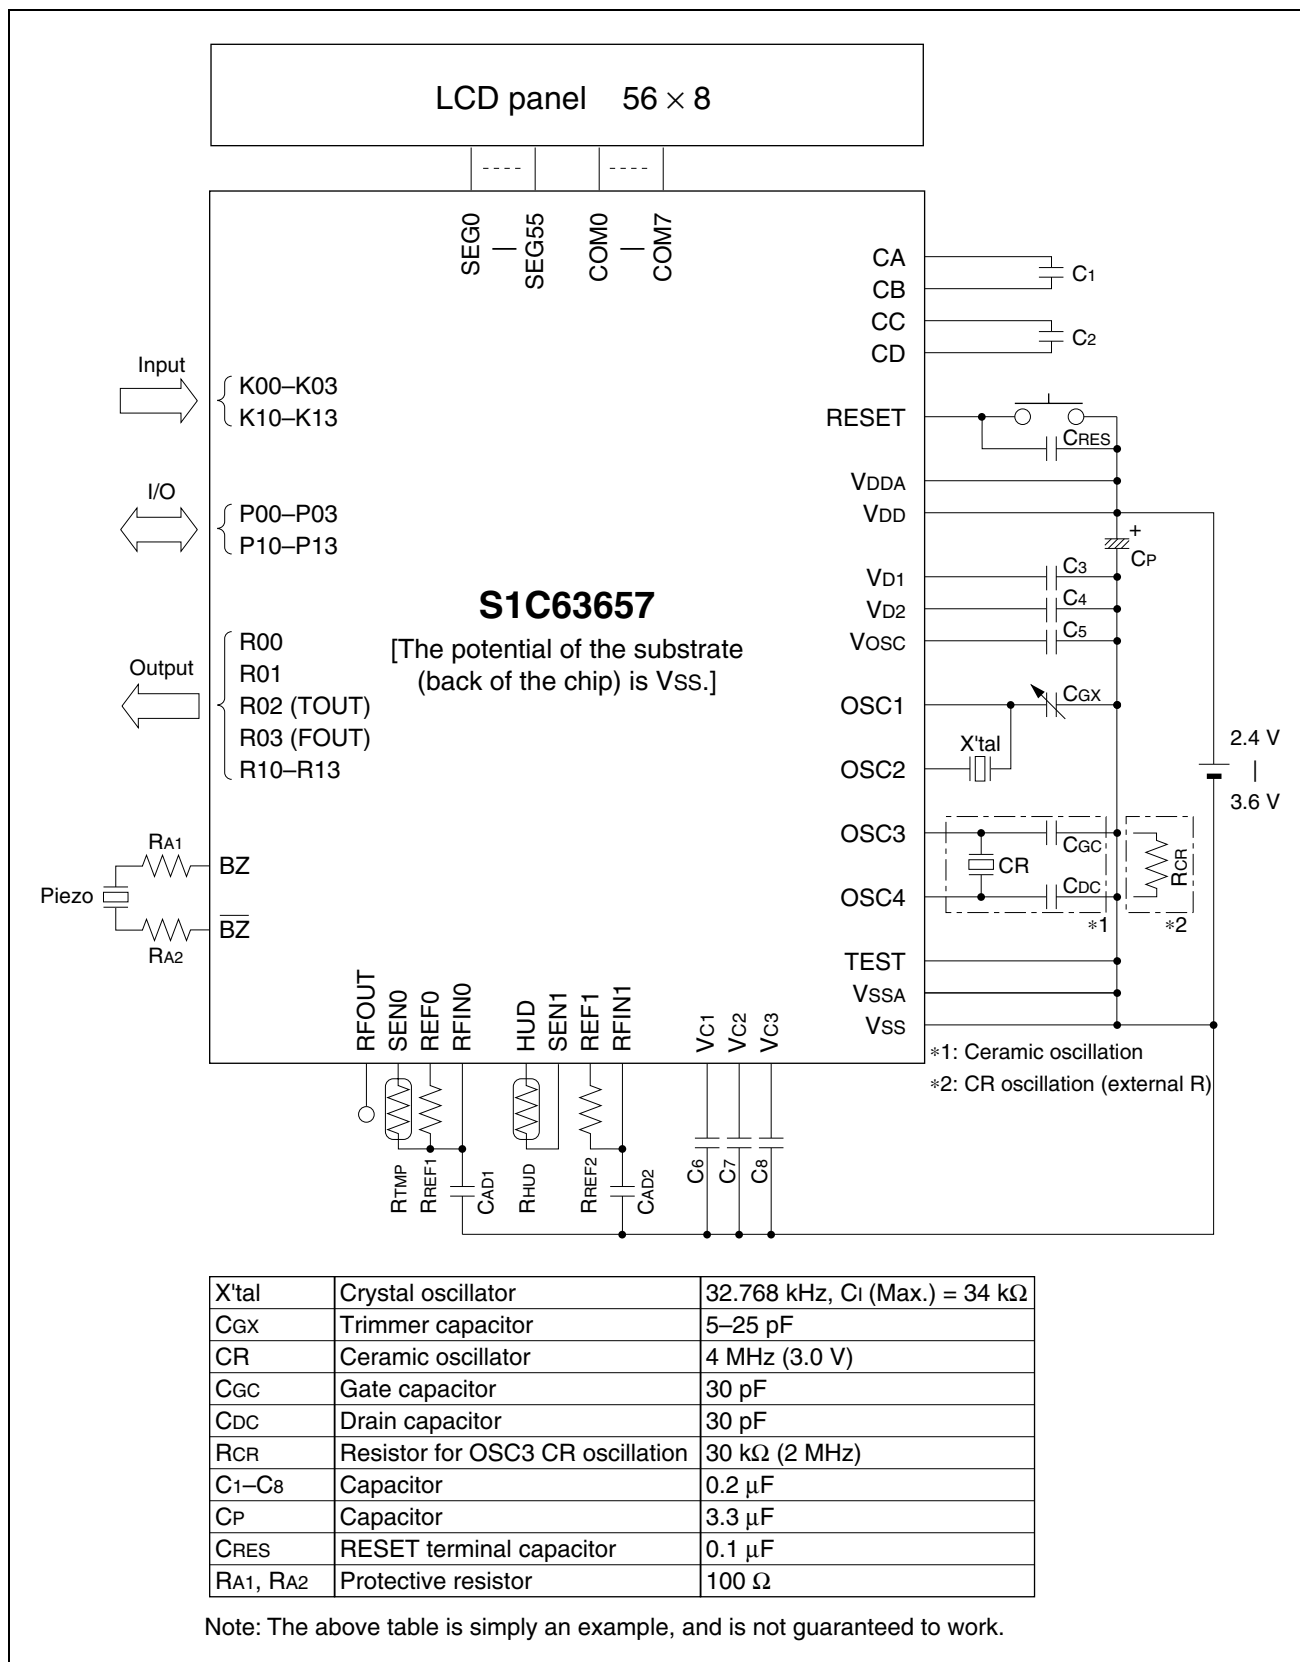 LCD panel 56 × 8
SEG0
SEG55
COM0
COM7
CA
CB
CC
CD
C1
C2
Input
K00–K03
K10–K13
RESET
CRES
I/O
P00–P03
P10–P13
VDDA
VDD
+
CP
S1C63657
[The potential of the substrate
(back of the chip) is VSS.]
VD1
VD2
VOSC
C3
C4
C5
Output
R00
R01
R02 (TOUT)
R03 (FOUT)
R10–R13
OSC1
OSC2
CGX
X'tal
2.4 V
|
3.6 V
OSC3
OSC4
CGC
CR
CDC
RCR
*1
*2
Piezo
RA1
RA2
BZ
B̅Z̅
TEST
VSSA
VSS
RFOUT
SEN0
REF0
RFIN0
HUD
SEN1
REF1
RFIN1
VC1
VC2
VC3
*1: Ceramic oscillation
*2: CR oscillation (external R)
RTMP
RREF1
CAD1
RHUD
RREF2
CAD2
C6
C7
C8
X'tal Crystal oscillator 32.768 kHz, CI (Max.) = 34 kΩ
CGX Trimmer capacitor 5–25 pF
CR Ceramic oscillator 4 MHz (3.0 V)
CGC Gate capacitor 30 pF
CDC Drain capacitor 30 pF
RCR Resistor for OSC3 CR oscillation 30 kΩ (2 MHz)
C1–C8 Capacitor 0.2 µF
CP Capacitor 3.3 µF
CRES RESET terminal capacitor 0.1 µF
RA1, RA2 Protective resistor 100 Ω
Note: The above table is simply an example, and is not guaranteed to work.